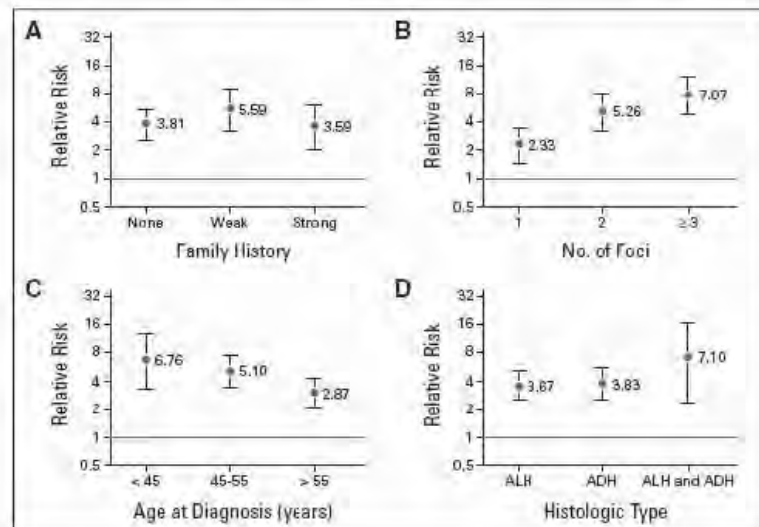 A
Relative Risk
32
16
8
4
2
1
0.5
3.81
5.59
3.59
None Weak Strong
Family History
B
Relative Risk
32
16
8
4
2
1
0.5
2.33
5.26
1 2 ≥3
No. of Foci
C
Relative Risk
32
16
8
4
2
1
0.5
6.76
5.10
2.87
< 45 45-55 > 55
Age at Diagnosis (years)
D
Relative Risk
32
16
8
4
2
1
0.5
3.67
3.83
7.10
ALH ADH ALH and ADH
Histologic Type